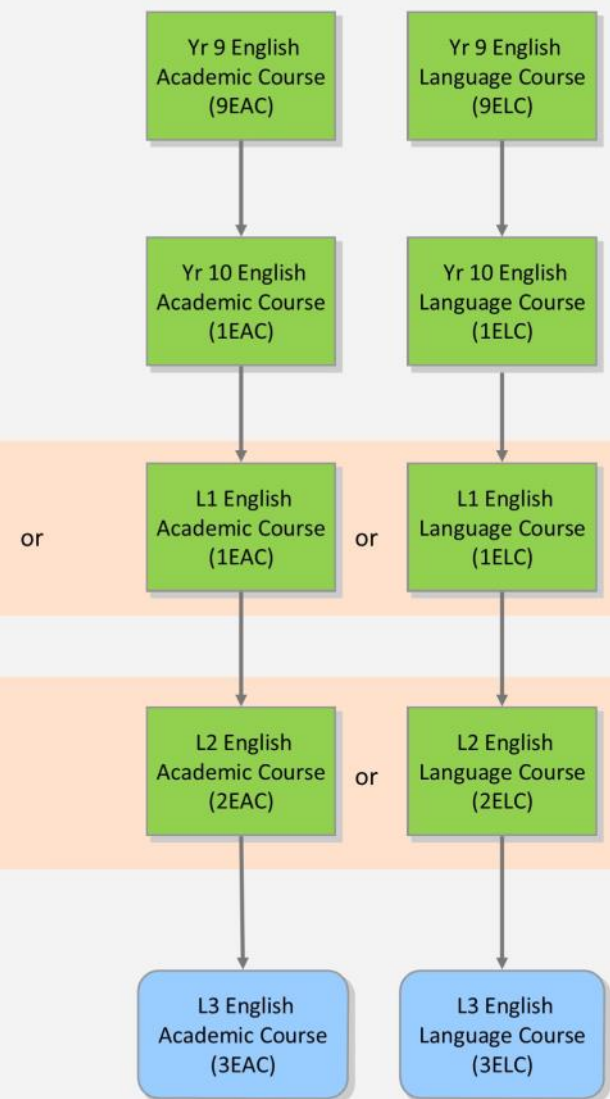 Yr 9 English
Academic Course
(9EAC)
Yr 9 English
Language Course
(9ELC)
Yr 10 English
Academic Course
(1EAC)
Yr 10 English
Language Course
(1ELC)
or
L1 English
Academic Course
(1EAC)
or
L1 English
Language Course
(1ELC)
L2 English
Academic Course
(2EAC)
or
L2 English
Language Course
(2ELC)
L3 English
Academic Course
(3EAC)
L3 English
Language Course
(3ELC)